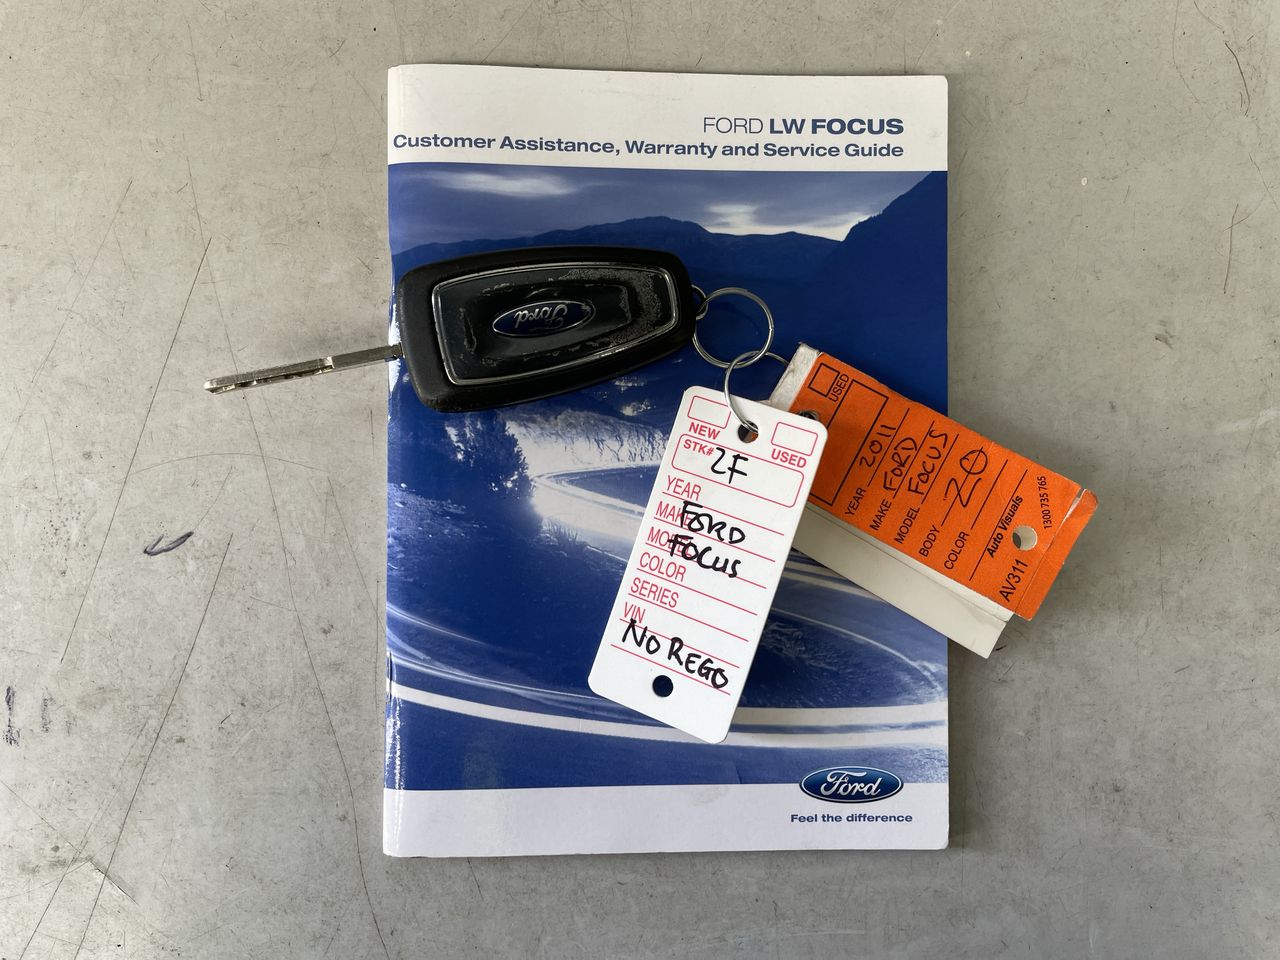 FORD LW FOCUS
Customer Assistance, Warranty and Service Guide
Ford
NEW
USED
STK# 2F
YEAR
MAKE FORD
MODEL FOCUS
COLOR
SERIES
VIN
NO REGO
USED
YEAR 2011
MAKE FORD
MODEL FOCUS
BODY 20
COLOR
Auto Visuals
1300 735 765
AV311
Ford
Feel the difference